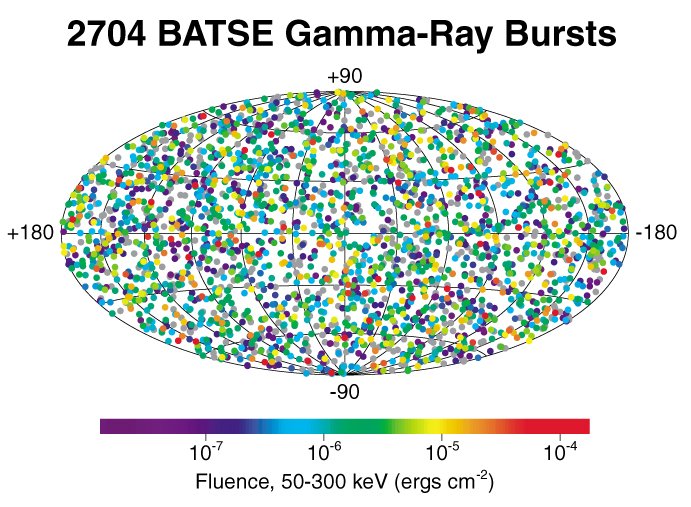 2704 BATSE Gamma-Ray Bursts
+90
+180
-180
-90
10⁻⁷ 10⁻⁶ 10⁻⁵ 10⁻⁴
Fluence, 50-300 keV (ergs cm⁻²)